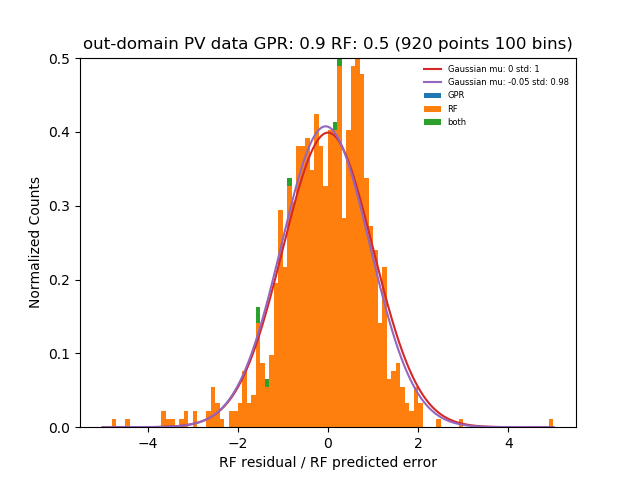 out-domain PV data GPR: 0.9 RF: 0.5 (920 points 100 bins)
Gaussian mu: 0 std: 1
Gaussian mu: -0.05 std: 0.98
GPR
RF
both
Normalized Counts
0.5
0.4
0.3
0.2
0.1
0.0
−4
−2
0
2
4
RF residual / RF predicted error